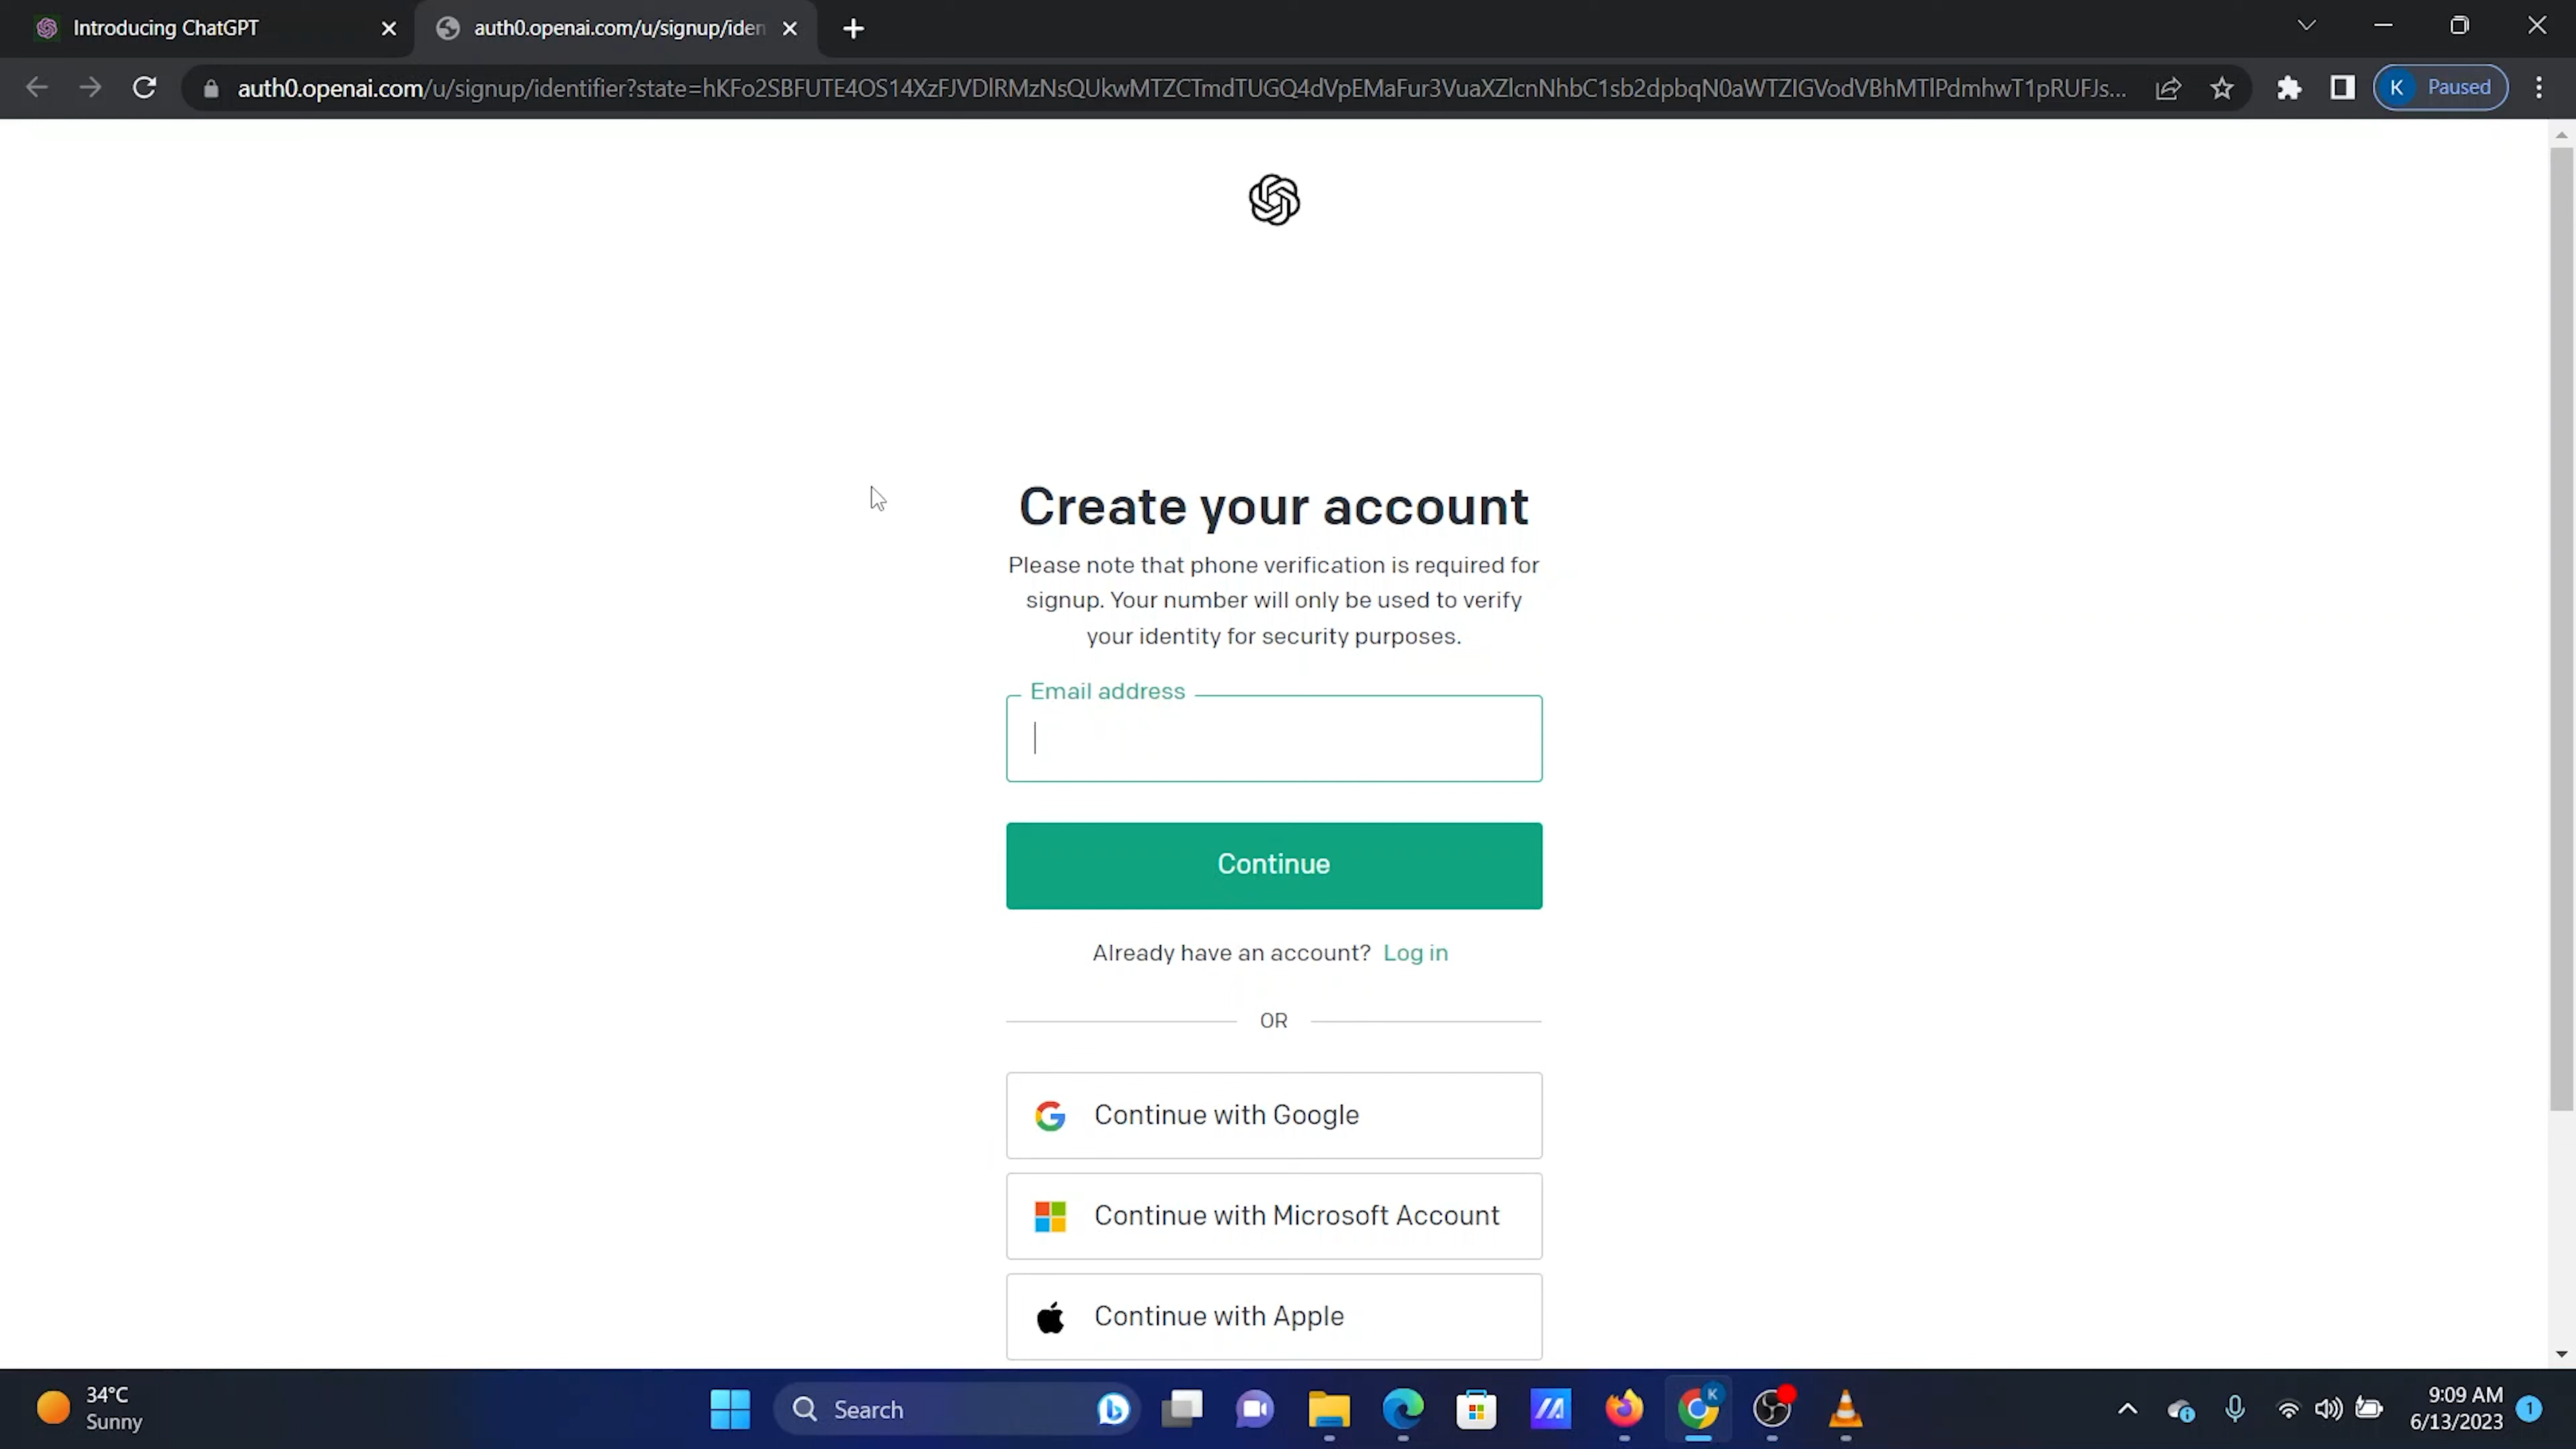 Introducing ChatGPT
auth0.openai.com/u/signup/iden
auth0.openai.com/u/signup/identifier?state=hKFo2SBFUTE4OS14XzFJVDlRMzNsQUkwMTZCTmdTUGQ4dVpEMaFur3VuaXZlcnNhbC1sb2dpbqN0aWTZIGVodVBhMTlPdmhwT1pRUFJs...
K Paused
Create your account
Please note that phone verification is required for
signup. Your number will only be used to verify
your identity for security purposes.
Email address
Continue
Already have an account? Log in
OR
Continue with Google
Continue with Microsoft Account
Continue with Apple
34°C
Sunny
Search
K
9:09 AM
6/13/2023
1